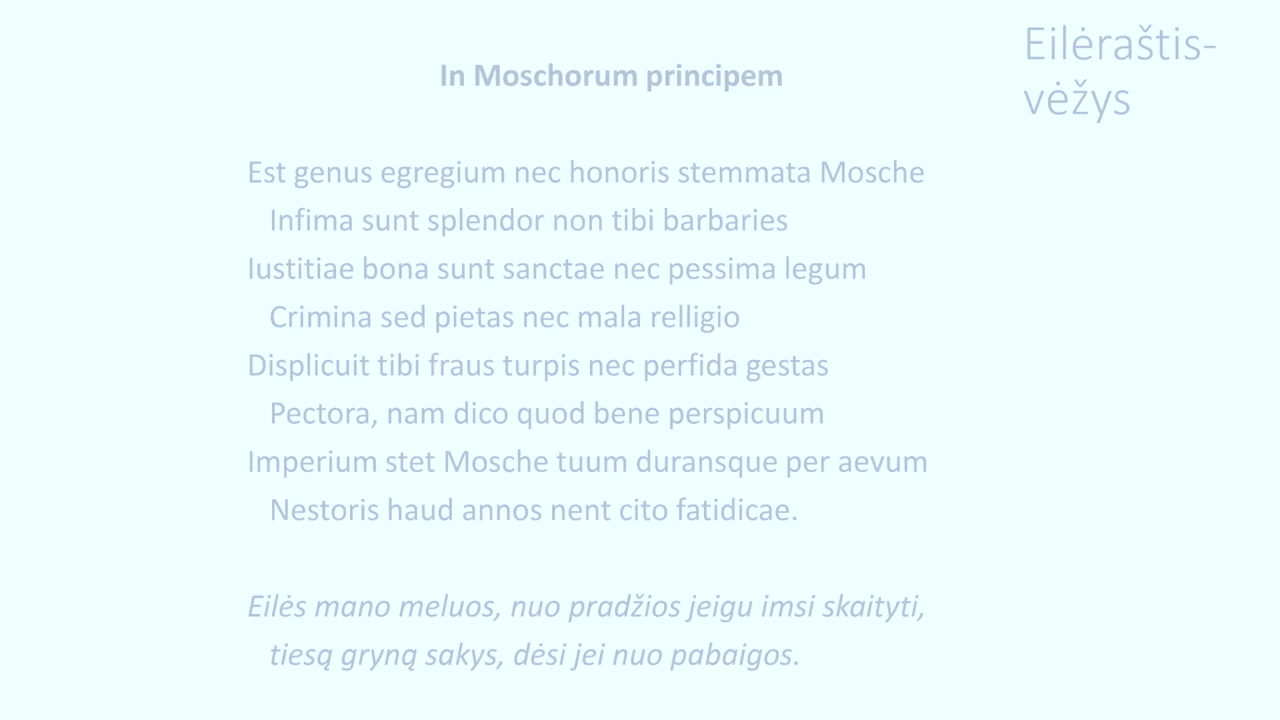 Eilėraštis-
vėžys
In Moschorum principem
Est genus egregium nec honoris stemmata Mosche
Infima sunt splendor non tibi barbaries
Iustitiae bona sunt sanctae nec pessima legum
Crimina sed pietas nec mala relligio
Displicuit tibi fraus turpis nec perfida gestas
Pectora, nam dico quod bene perspicuum
Imperium stet Mosche tuum duransque per aevum
Nestoris haud annos nent cito fatidicae.
Eilės mano meluos, nuo pradžios jeigu imsi skaityti,
tiesą gryną sakys, dėsi jei nuo pabaigos.